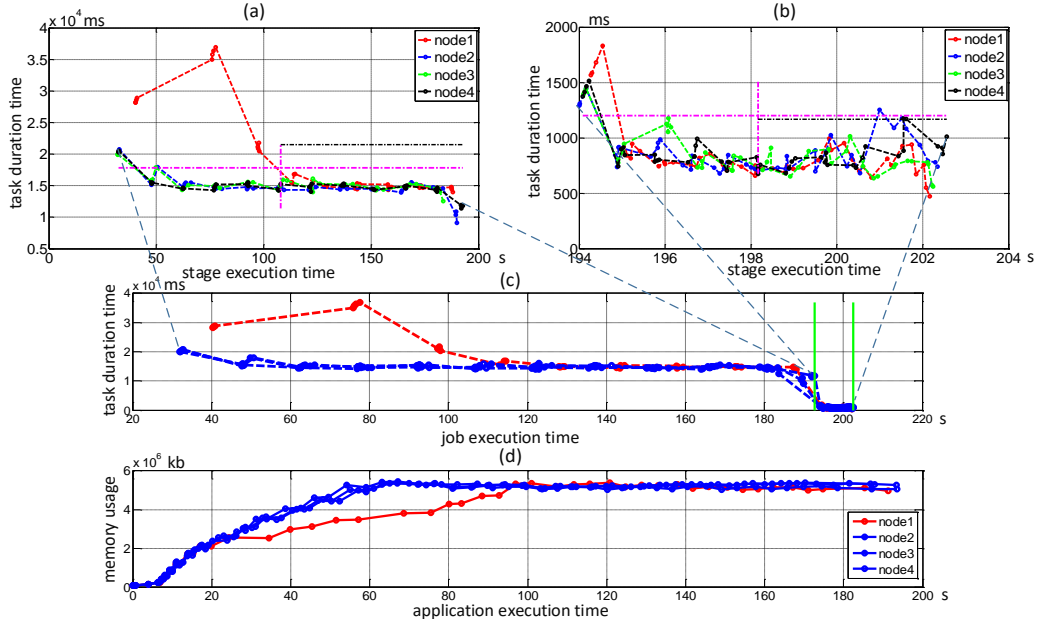 (a)
4 × 10⁴ ms
task duration time
4
3.5
3
2.5
2
1.5
1
0.5
0 50 100 150 200 s
stage execution time
node1
node2
node3
node4
(b)
ms
task duration time
2000
1500
1000
500
0
194 196 198 200 202 204 s
stage execution time
node1
node2
node3
node4
(c)
4 × 10⁴ ms
task duration time
3
2
1
0
20 40 60 80 100 120 140 160 180 200 220 s
job execution time
(d)
6 × 10⁶ kb
memory usage
4
2
0
0 20 40 60 80 100 120 140 160 180 200 s
application execution time
node1
node2
node3
node4